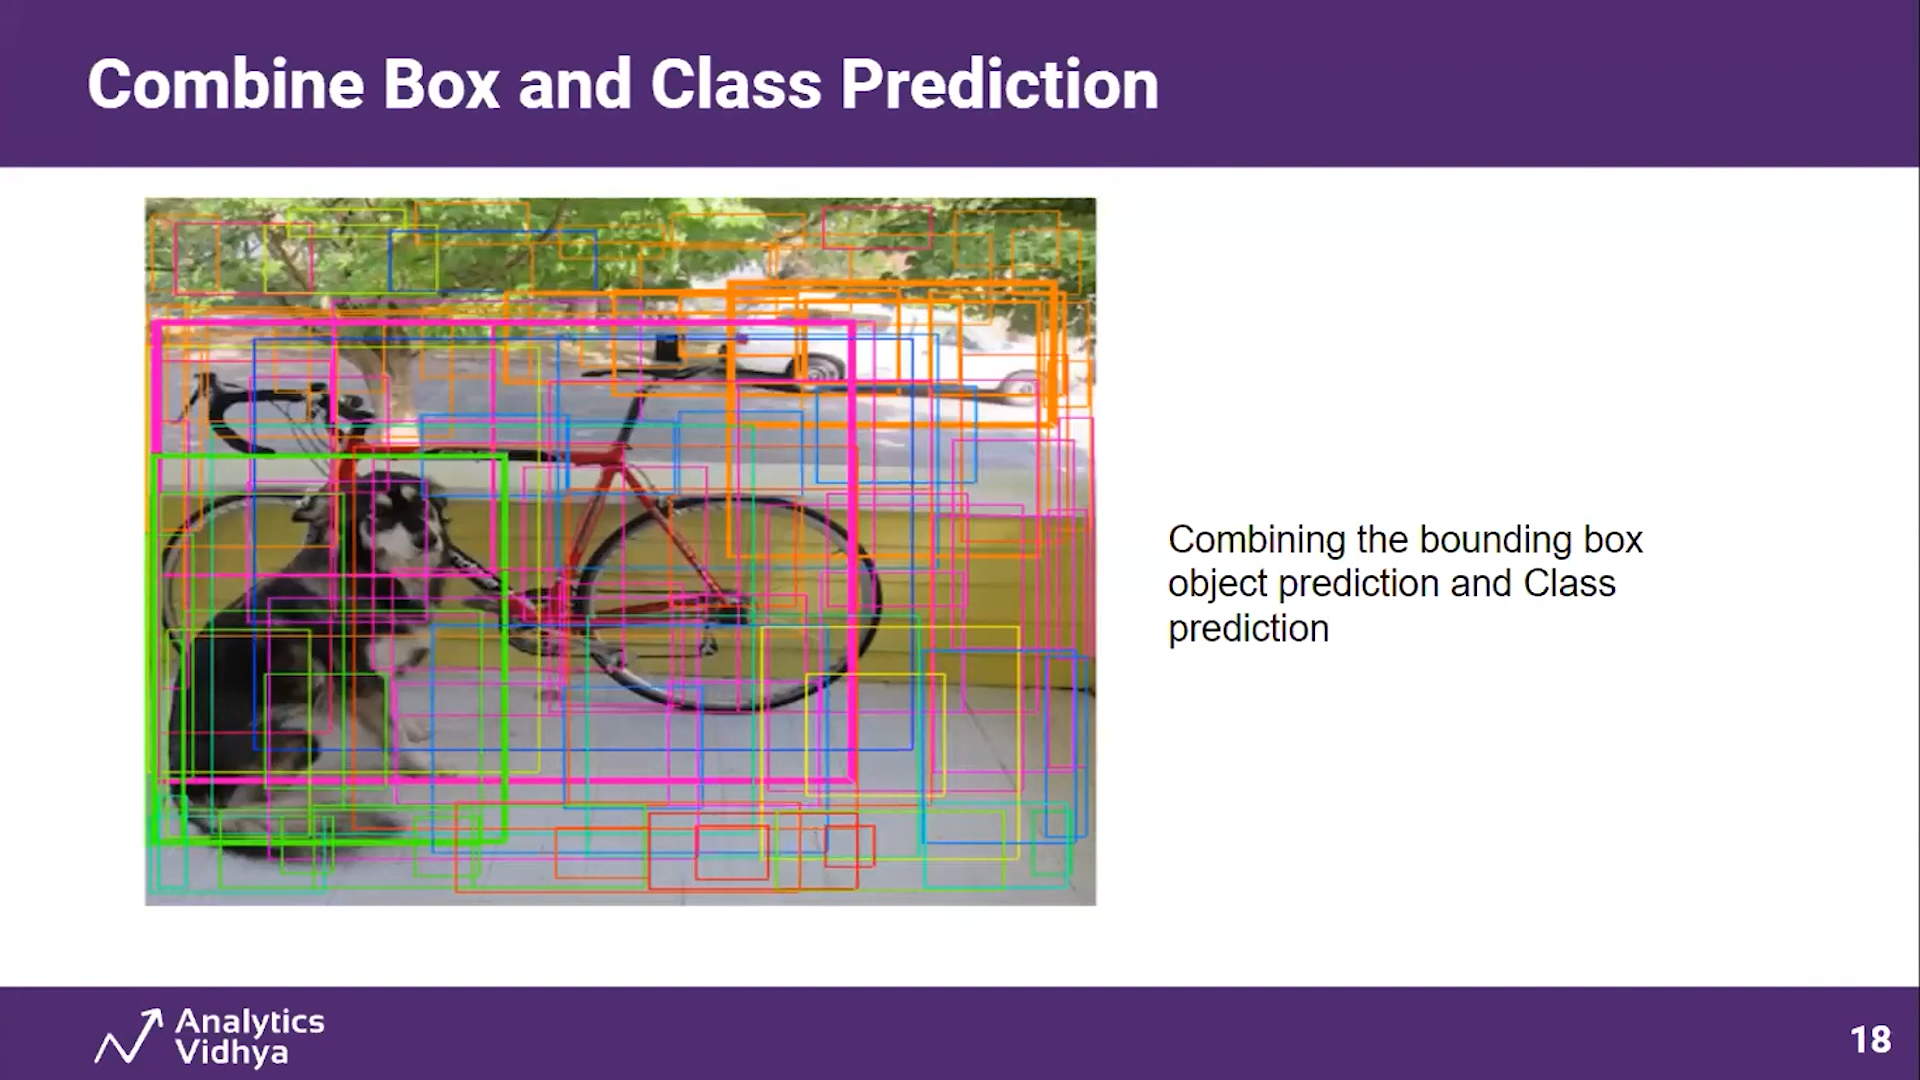 Combine Box and Class Prediction
Combining the bounding box
object prediction and Class
prediction
Analytics
Vidhya
18